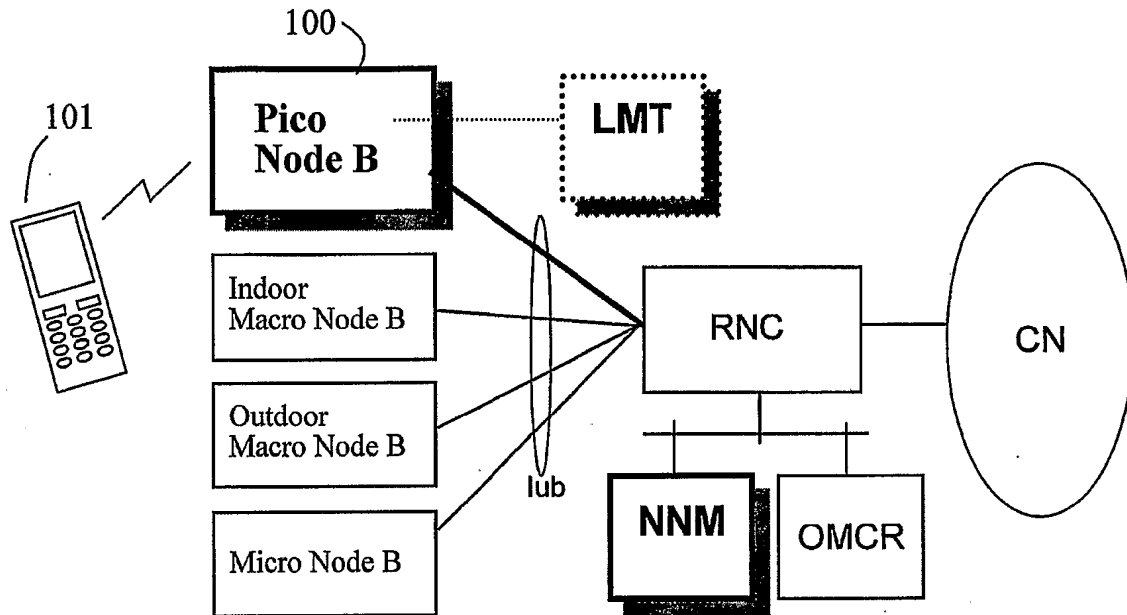 100
101
Pico
Node B
LMT
Indoor
Macro Node B
RNC
CN
Outdoor
Macro Node B
Iub
NNM
OMCR
Micro Node B